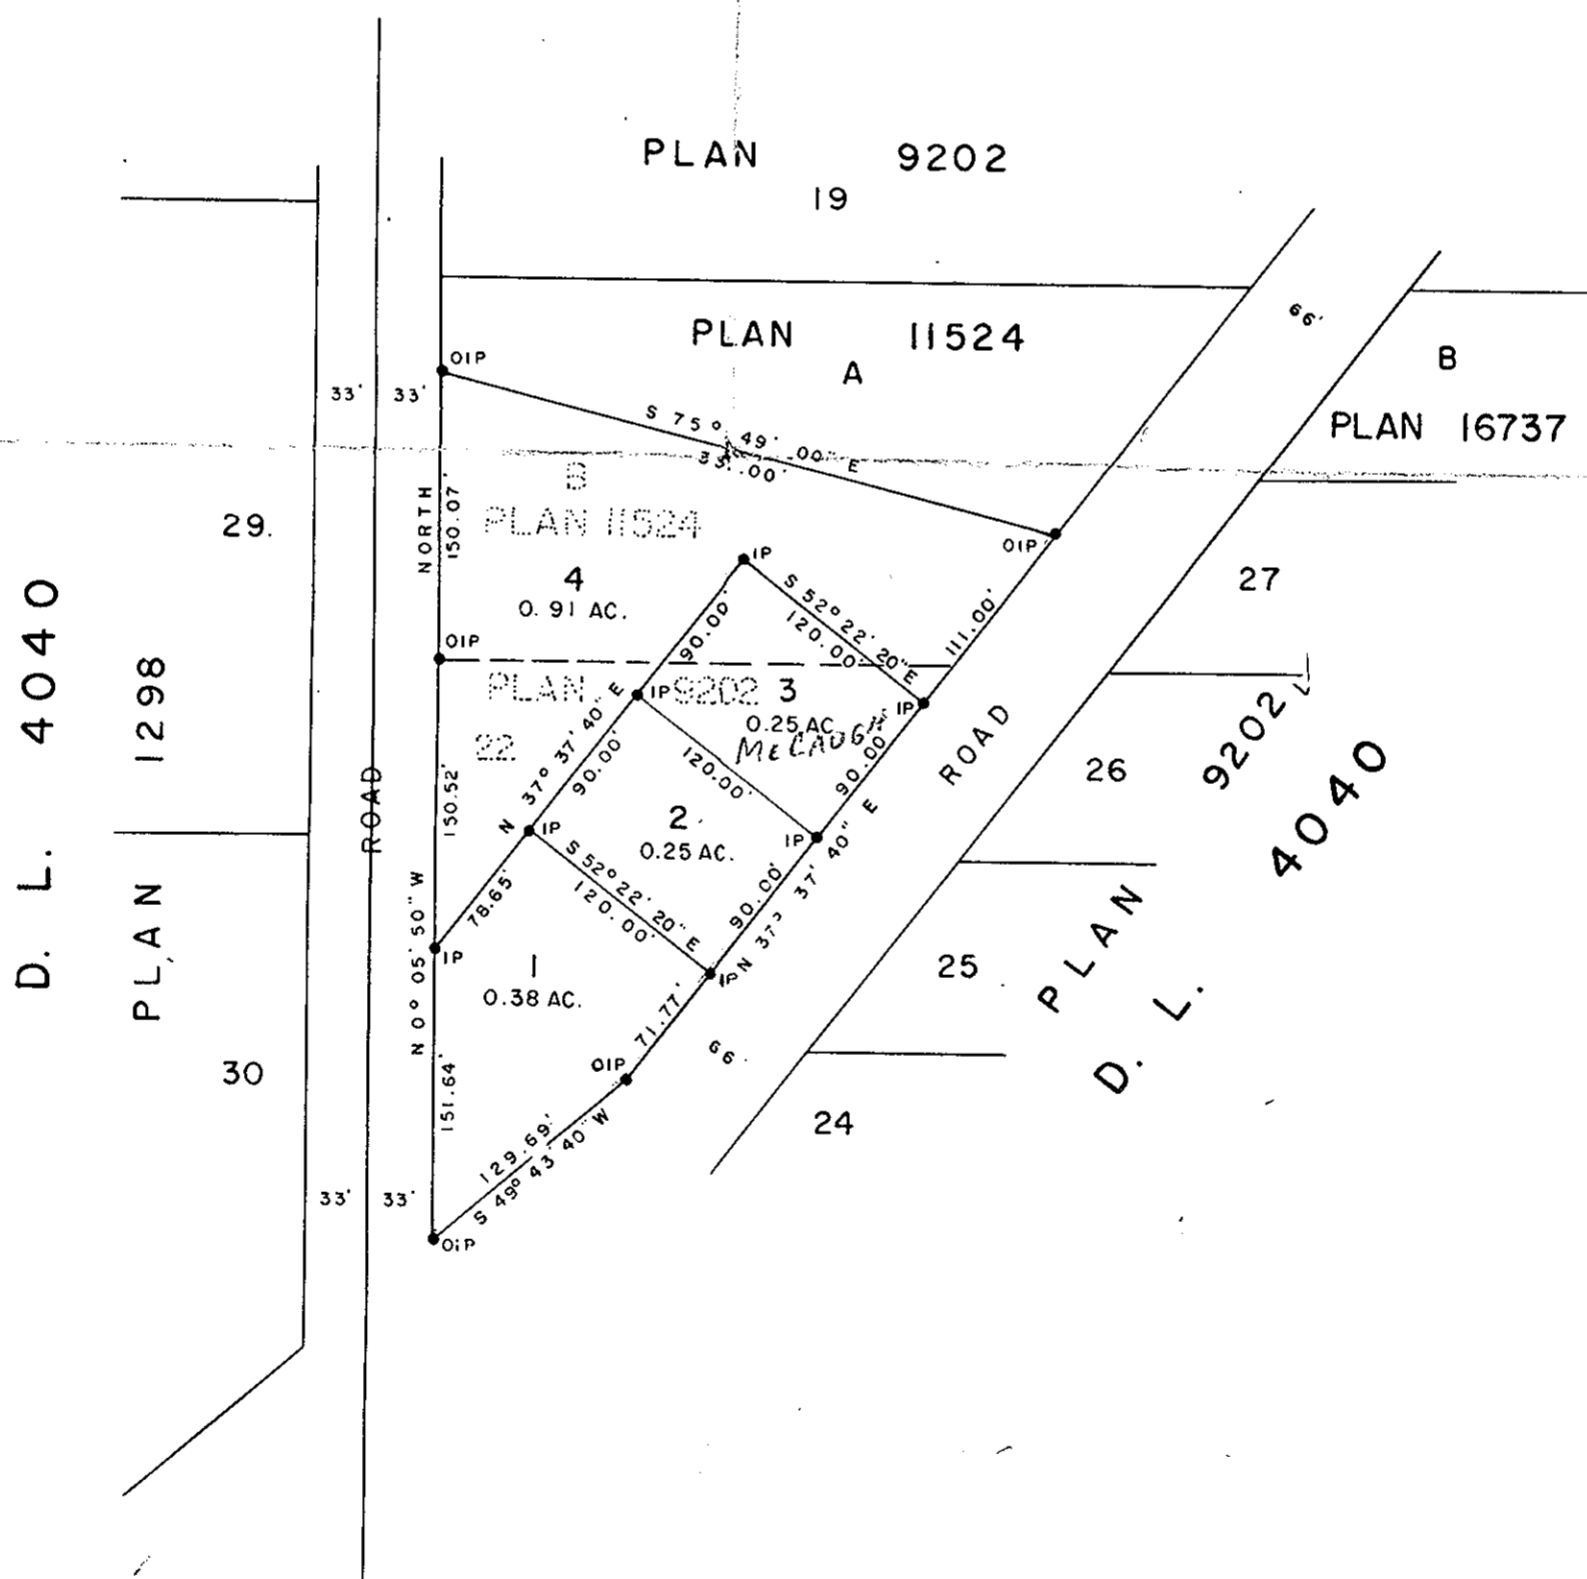 PLAN 9202
19
PLAN 11524
A
66'
B
PLAN 16737
OIP
33' 33'
S 75° 49' 00" E
B
PLAN 11524
NORTH
150.07'
29.
4
0.91 AC.
IP
S 52° 22' 20" E
120.00'
OIP
111.00'
27
90.00'
OIP
PLAN 9202
22.
IP
3
0.25 AC.
IP
D. L. 4040
PLAN 1298
ROAD
N 37° 37' 40" E
90.00'
120.00'
90.00'
ROAD
26
PLAN 9202
D. L. 4040
150.52'
IP
2
0.25 AC.
IP
S 52° 22' 20" E
120.00'
90.00'
N 37° 37' 40" E
78.65'
N 0° 05' 50" W
IP
1
0.38 AC.
IP
25
71.77'
66'
OIP
30
151.64'
24
129.69'
S 49° 43' 40" W
33' 33'
OIP